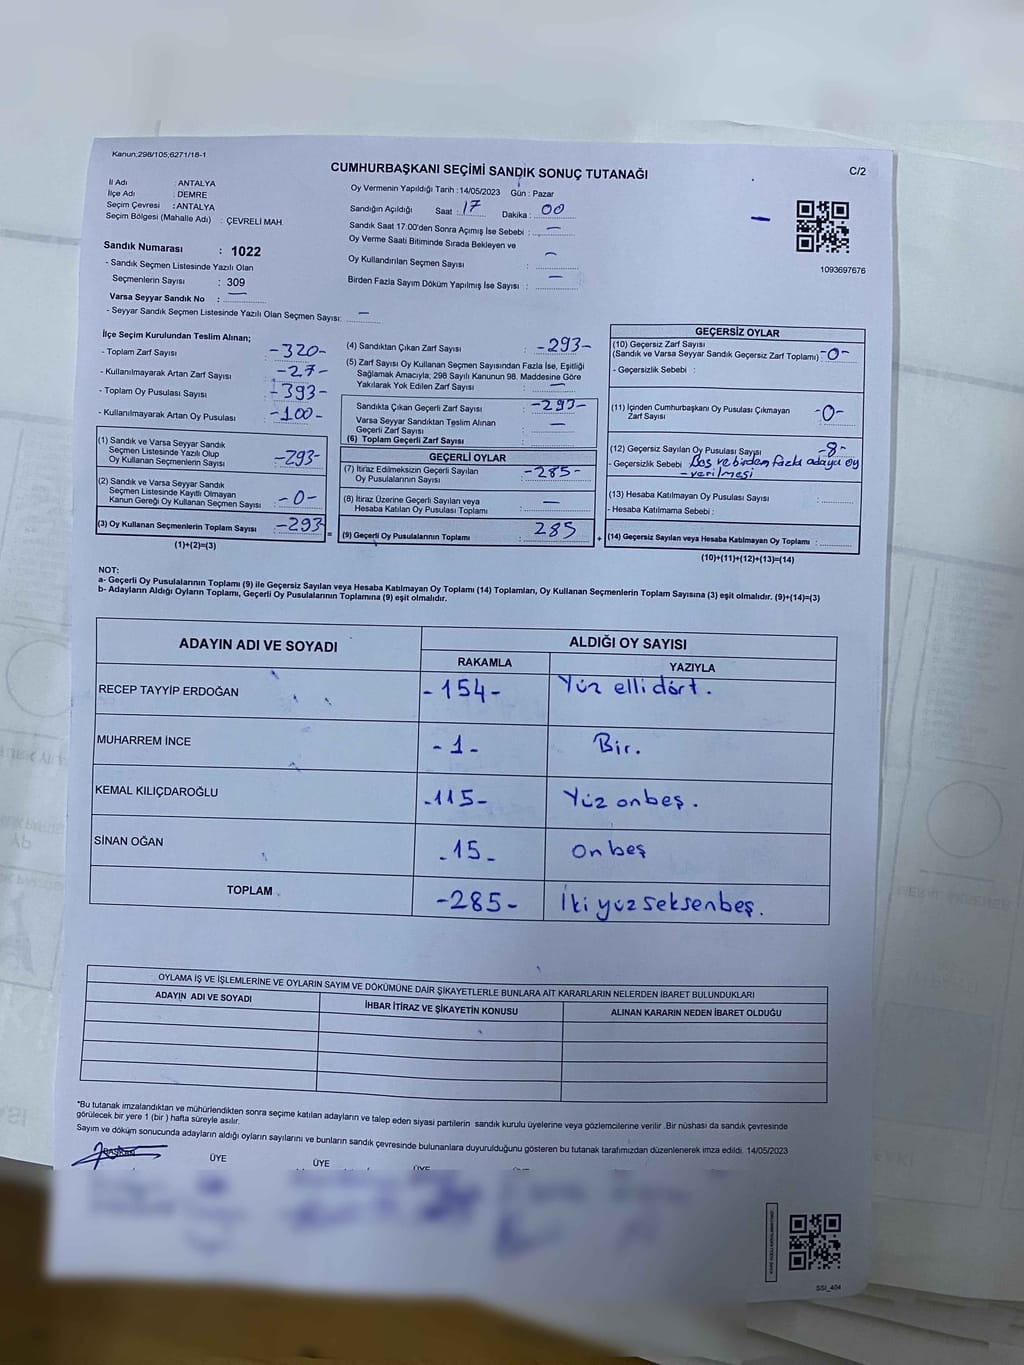 Kanun;298/105;6271/18-1
CUMHURBAŞKANI SEÇİMİ SANDIK SONUÇ TUTANAĞI
C/2
İl Adı : ANTALYA
İlçe Adı : DEMRE
Seçim Çevresi : ANTALYA
Seçim Bölgesi (Mahalle Adı) : ÇEVRELİ MAH.
Sandık Numarası : 1022
- Sandık Seçmen Listesinde Yazılı Olan
Seçmenlerin Sayısı : 309
Varsa Seyyar Sandık No : —
- Seyyar Sandık Seçmen Listesinde Yazılı Olan Seçmen Sayısı: —
Oy Vermenin Yapıldığı Tarih : 14/05/2023 Gün : Pazar
Sandığın Açıldığı Saat : 17 Dakika : 00
Sandık Saat 17:00'den Sonra Açımış İse Sebebi : —
Oy Verme Saati Bitiminde Sırada Bekleyen ve
Oy Kullandırılan Seçmen Sayısı : —
Birden Fazla Sayım Döküm Yapılmış İse Sayısı : —
1093697676
İlçe Seçim Kurulundan Teslim Alınan;
- Toplam Zarf Sayısı : -320-
- Kullanılmayarak Artan Zarf Sayısı : -27-
- Toplam Oy Pusulası Sayısı : -393-
- Kullanılmayarak Artan Oy Pusulası : -100-
(1) Sandık ve Varsa Seyyar Sandık
Seçmen Listesinde Yazılı Olup
Oy Kullanan Seçmenlerin Sayısı : -293-
(2) Sandık ve Varsa Seyyar Sandık
Seçmen Listesinde Kayıtlı Olmayan
Kanun Gereği Oy Kullanan Seçmen Sayısı : -0-
(3) Oy Kullanan Seçmenlerin Toplam Sayısı : -293
(1)+(2)=(3)
(4) Sandıktan Çıkan Zarf Sayısı : -293-
(5) Zarf Sayısı Oy Kullanan Seçmen Sayısından Fazla İse, Eşitliği
Sağlamak Amacıyla; 298 Sayılı Kanunun 98. Maddesine Göre
Yakılarak Yok Edilen Zarf Sayısı : —
Sandıkta Çıkan Geçerli Zarf Sayısı : -293-
Varsa Seyyar Sandıktan Teslim Alınan
Geçerli Zarf Sayısı : —
(6) Toplam Geçerli Zarf Sayısı :
GEÇERLİ OYLAR
(7) İtiraz Edilmeksizin Geçerli Sayılan
Oy Pusulalarının Sayısı : -285-
(8) İtiraz Üzerine Geçerli Sayılan veya
Hesaba Katılan Oy Pusulası Toplamı : —
(9) Geçerli Oy Pusulalarının Toplamı : 285
GEÇERSİZ OYLAR
(10) Geçersiz Zarf Sayısı
(Sandık ve Varsa Seyyar Sandık Geçersiz Zarf Toplamı) : -0-
- Geçersizlik Sebebi :
(11) İçinden Cumhurbaşkanı Oy Pusulası Çıkmayan
Zarf Sayısı : -0-
(12) Geçersiz Sayılan Oy Pusulası Sayısı : -8-
- Geçersizlik Sebebi : Boş ve birden fazla adaya oy
- verilmesi
(13) Hesaba Katılmayan Oy Pusulası Sayısı :
- Hesaba Katılmama Sebebi :
(14) Geçersiz Sayılan veya Hesaba Katılmayan Oy Toplamı :
(10)+(11)+(12)+(13)=(14)
NOT:
a- Geçerli Oy Pusulalarının Toplamı (9) ile Geçersiz Sayılan veya Hesaba Katılmayan Oy Toplamı (14) Toplamları, Oy Kullanan Seçmenlerin Toplam Sayısına (3) eşit olmalıdır. (9)+(14)=(3)
b- Adayların Aldığı Oyların Toplamı, Geçerli Oy Pusulalarının Toplamına (9) eşit olmalıdır.
ADAYIN ADI VE SOYADI ALDIĞI OY SAYISI
RAKAMLA YAZIYLA
RECEP TAYYİP ERDOĞAN -154- Yüz elli dört.
MUHARREM İNCE -1- Bir.
KEMAL KILIÇDAROĞLU -115- Yüz onbeş.
SİNAN OĞAN -15- On beş
TOPLAM -285- İki yüz seksenbeş.
OYLAMA İŞ VE İŞLEMLERİNE VE OYLARIN SAYIM VE DÖKÜMÜNE DAİR ŞİKAYETLERLE BUNLARA AİT KARARLARIN NELERDEN İBARET BULUNDUKLARI
ADAYIN ADI VE SOYADI İHBAR İTİRAZ VE ŞİKAYETİN KONUSU ALINAN KARARIN NEDEN İBARET OLDUĞU
*Bu tutanak imzalandıktan ve mühürlendikten sonra seçime katılan adayların ve talep eden siyasi partilerin sandık kurulu üyelerine veya gözlemcilerine verilir .Bir nüshası da sandık çevresinde
görülecek bir yere 1 (bir ) hafta süreyle asılır.
Sayım ve döküm sonucunda adayların aldığı oyların sayılarını ve bunların sandık çevresinde bulunanlara duyurulduğunu gösteren bu tutanak tarafımızdan düzenlenerek imza edildi. 14/05/2023
BAŞKAN ÜYE ÜYE ÜYE
SSI_404